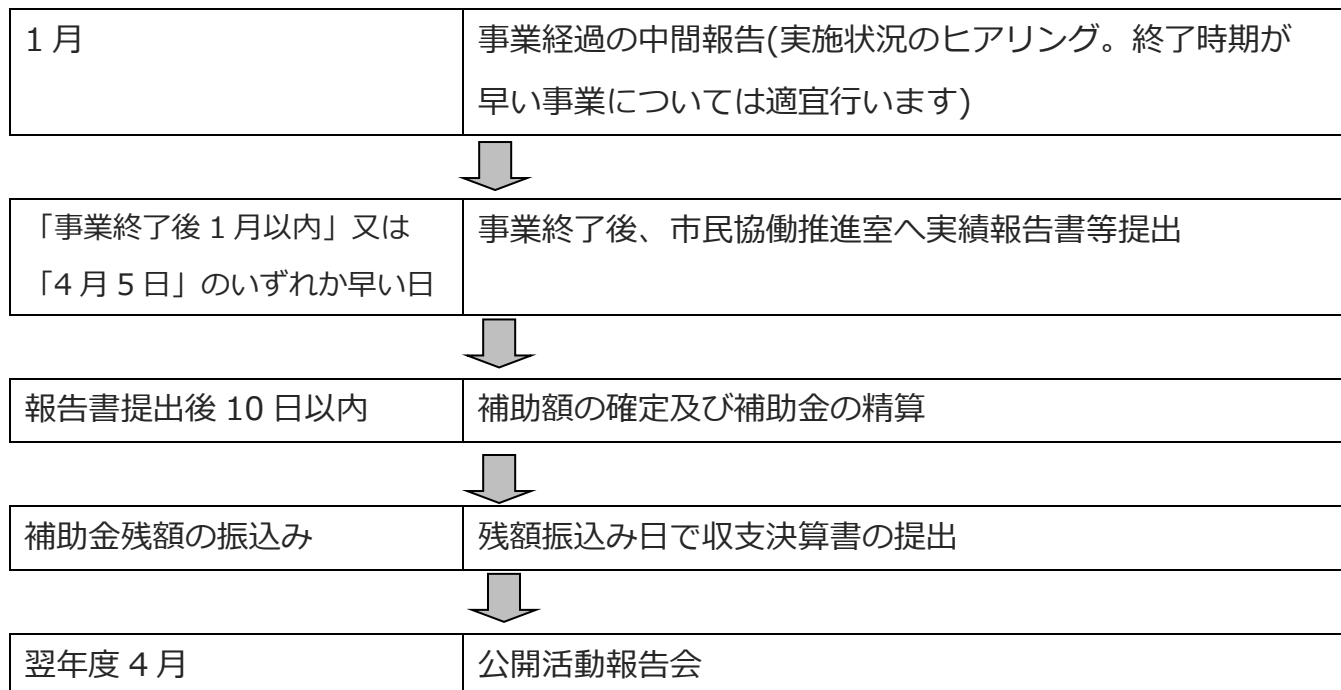 1月
事業経過の中間報告(実施状況のヒアリング。終了時期が
早い事業については適宜行います)
「事業終了後1月以内」又は
「4月5日」のいずれか早い日
事業終了後、市民協働推進室へ実績報告書等提出
報告書提出後10日以内
補助額の確定及び補助金の精算
補助金残額の振込み
残額振込み日で収支決算書の提出
翌年度4月
公開活動報告会